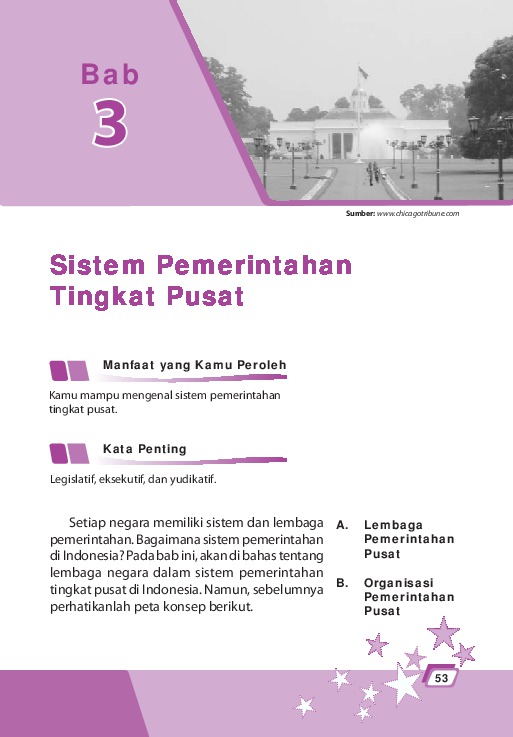 Bab
3
Sumber: www.chicagotribune.com
Sistem Pemerintahan
Tingkat Pusat
Manfaat yang Kamu Peroleh
Kamu mampu mengenal sistem pemerintahan
tingkat pusat.
Kata Penting
Legislatif, eksekutif, dan yudikatif.
Setiap negara memiliki sistem dan lembaga
pemerintahan. Bagaimana sistem pemerintahan
di Indonesia? Pada bab ini, akan di bahas tentang
lembaga negara dalam sistem pemerintahan
tingkat pusat di Indonesia. Namun, sebelumnya
perhatikanlah peta konsep berikut.
A. Lembaga
Pemerintahan
Pusat
B. Organisasi
Pemerintahan
Pusat
53